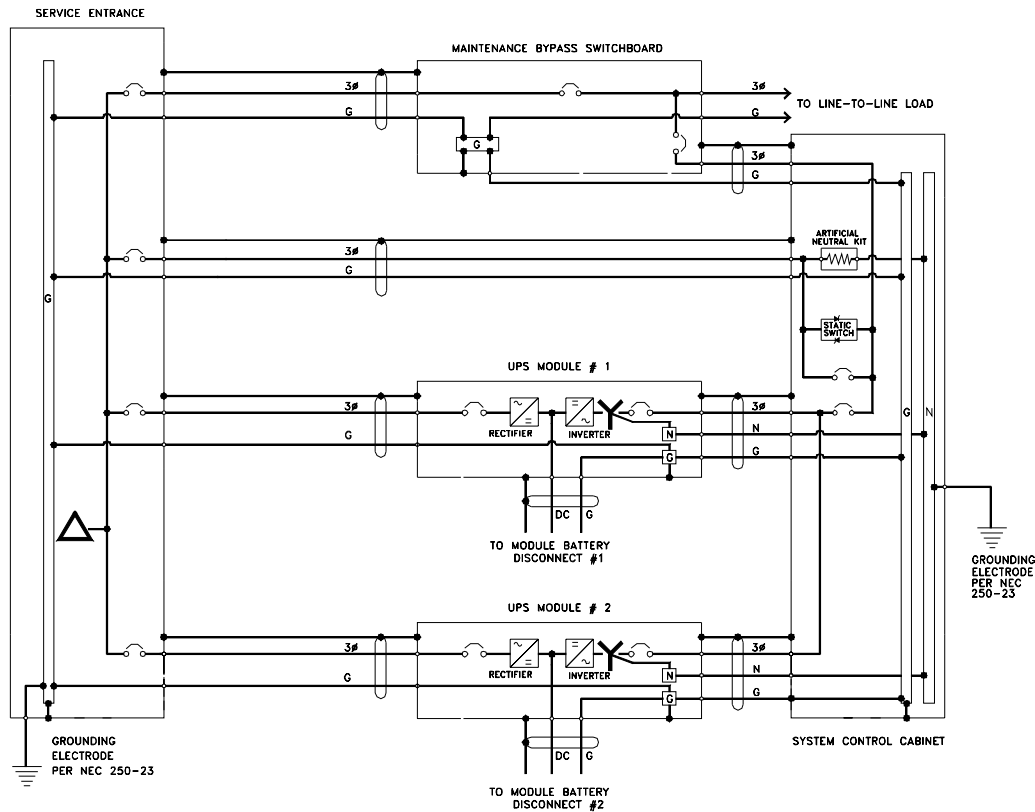 SERVICE ENTRANCE
MAINTENANCE BYPASS SWITCHBOARD
3ø
3ø
TO LINE-TO-LINE LOAD
G
G
G
3ø
G
ARTIFICIAL
NEUTRAL KIT
3ø
G
G
STATIC
SWITCH
UPS MODULE # 1
3ø
3ø
G
N
RECTIFIER
INVERTER
N
N
G
G
G
DC
G
TO MODULE BATTERY
DISCONNECT #1
GROUNDING
ELECTRODE
PER NEC
250-23
UPS MODULE # 2
3ø
3ø
RECTIFIER
INVERTER
N
N
G
G
G
GROUNDING
ELECTRODE
PER NEC 250-23
SYSTEM CONTROL CABINET
DC
G
TO MODULE BATTERY
DISCONNECT #2